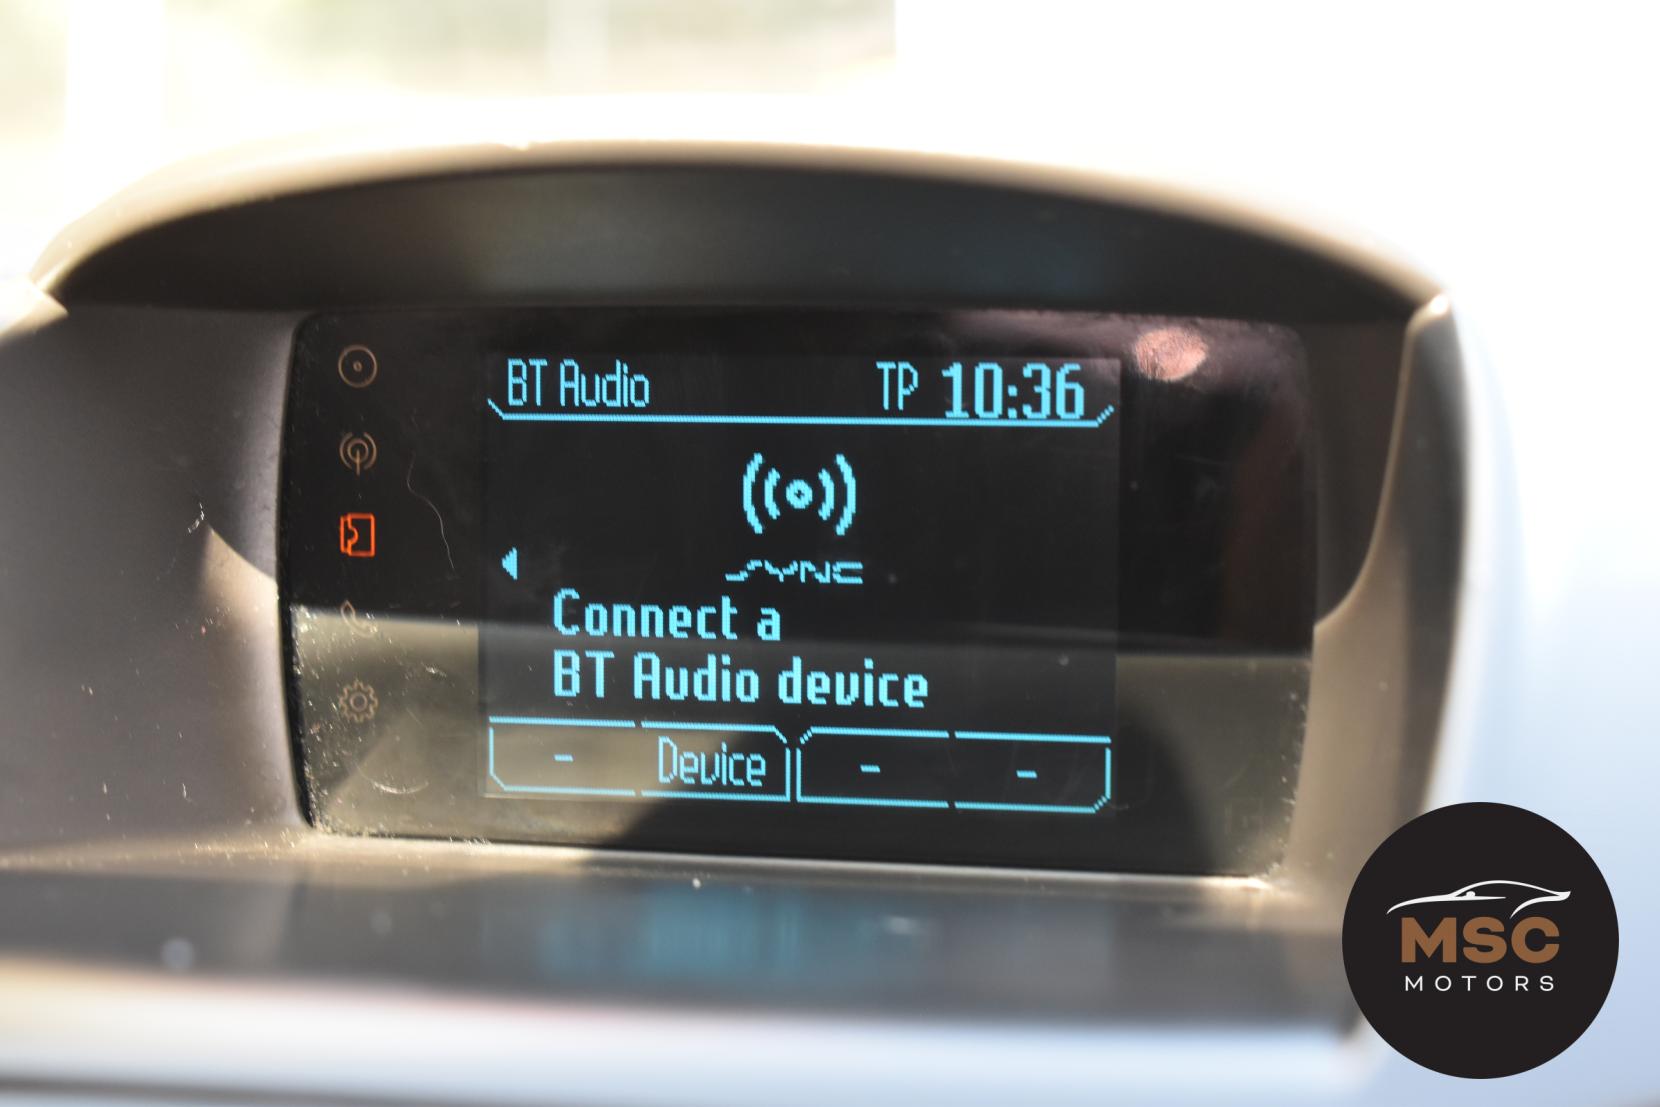 BT Audio TP 10:36
SYNC
Connect a
BT Audio device
- Device - -
MSC
MOTORS